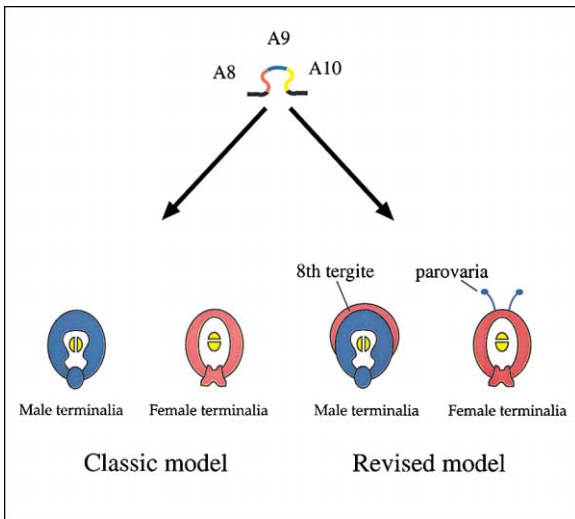 A9
A8
A10
8th tergite
parovaria
Male terminalia
Female terminalia
Male terminalia
Female terminalia
Classic model
Revised model